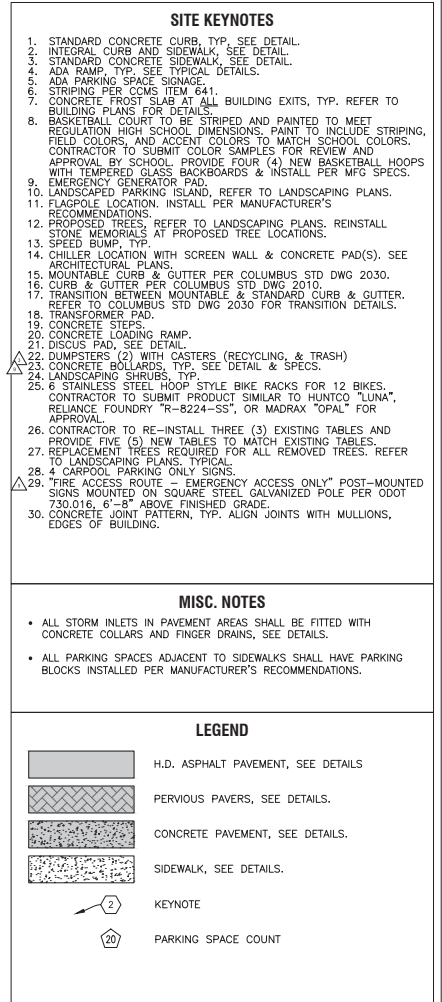 SITE KEYNOTES
1. STANDARD CONCRETE CURB, TYP, SEE DETAIL.
2. INTEGRAL CURB AND SIDEWALK, SEE DETAIL.
3. STANDARD CONCRETE SIDEWALK, SEE DETAIL.
4. ADA RAMP, TYP. SEE TYPICAL DETAILS.
5. ADA PARKING SPACE SIGNAGE.
6. STRIPING PER CCMS ITEM 641.
7. CONCRETE FROST SLAB AT ALL BUILDING EXITS, TYP. REFER TO
BUILDING PLANS FOR DETAILS.
8. BASKETBALL COURT TO BE STRIPED AND PAINTED TO MEET
REGULATION HIGH SCHOOL DIMENSIONS. PAINT TO INCLUDE STRIPING,
FIELD COLORS, AND ACCENT COLORS TO MATCH SCHOOL COLORS.
CONTRACTOR TO SUBMIT COLOR SAMPLES FOR REVIEW AND
APPROVAL BY SCHOOL. PROVIDE FOUR (4) NEW BASKETBALL HOOPS
WITH TEMPERED GLASS BACKBOARDS & INSTALL PER MFG SPECS.
9. EMERGENCY GENERATOR PAD.
10. LANDSCAPED PARKING ISLAND, REFER TO LANDSCAPING PLANS.
11. FLAGPOLE LOCATION. INSTALL PER MANUFACTURER'S
RECOMMENDATIONS.
12. PROPOSED TREES, REFER TO LANDSCAPING PLANS. REINSTALL
STONE MEMORIALS AT PROPOSED TREE LOCATIONS.
13. SPEED BUMP, TYP.
14. CHILLER LOCATION WITH SCREEN WALL & CONCRETE PAD(S). SEE
ARCHITECTURAL PLANS.
15. MOUNTABLE CURB & GUTTER PER COLUMBUS STD DWG 2030.
16. CURB & GUTTER PER COLUMBUS STD DWG 2010.
17. TRANSITION BETWEEN MOUNTABLE & STANDARD CURB & GUTTER.
REFER TO COLUMBUS STD DWG 2030 FOR TRANSITION DETAILS.
18. TRANSFORMER PAD.
19. CONCRETE STEPS.
20. CONCRETE LOADING RAMP.
21. DISCUS PAD, SEE DETAIL.
22. DUMPSTERS (2) WITH CASTERS (RECYCLING, & TRASH)
23. CONCRETE BOLLARDS, TYP. SEE DETAIL & SPECS.
24. LANDSCAPING SHRUBS, TYP.
25. 6 STAINLESS STEEL HOOP STYLE BIKE RACKS FOR 12 BIKES.
CONTRACTOR TO SUBMIT PRODUCT SIMILAR TO HUNTCO "LUNA",
RELIANCE FOUNDRY "R-8224-SS", OR MADRAX "OPAL" FOR
APPROVAL.
26. CONTRACTOR TO RE-INSTALL THREE (3) EXISTING TABLES AND
PROVIDE FIVE (5) NEW TABLES TO MATCH EXISTING TABLES.
27. REPLACEMENT TREES REQUIRED FOR ALL REMOVED TREES. REFER
TO LANDSCAPING PLANS. TYPICAL.
28. 4 CARPOOL PARKING ONLY SIGNS.
29. "FIRE ACCESS ROUTE – EMERGENCY ACCESS ONLY" POST-MOUNTED
SIGNS MOUNTED ON SQUARE STEEL GALVANIZED POLE PER ODOT
730.016, 6'-8" ABOVE FINISHED GRADE.
30. CONCRETE JOINT PATTERN, TYP. ALIGN JOINTS WITH MULLIONS,
EDGES OF BUILDING.
MISC. NOTES
• ALL STORM INLETS IN PAVEMENT AREAS SHALL BE FITTED WITH
CONCRETE COLLARS AND FINGER DRAINS, SEE DETAILS.
• ALL PARKING SPACES ADJACENT TO SIDEWALKS SHALL HAVE PARKING
BLOCKS INSTALLED PER MANUFACTURER'S RECOMMENDATIONS.
LEGEND
H.D. ASPHALT PAVEMENT, SEE DETAILS
PERVIOUS PAVERS, SEE DETAILS.
CONCRETE PAVEMENT, SEE DETAILS.
SIDEWALK, SEE DETAILS.
2 KEYNOTE
20 PARKING SPACE COUNT